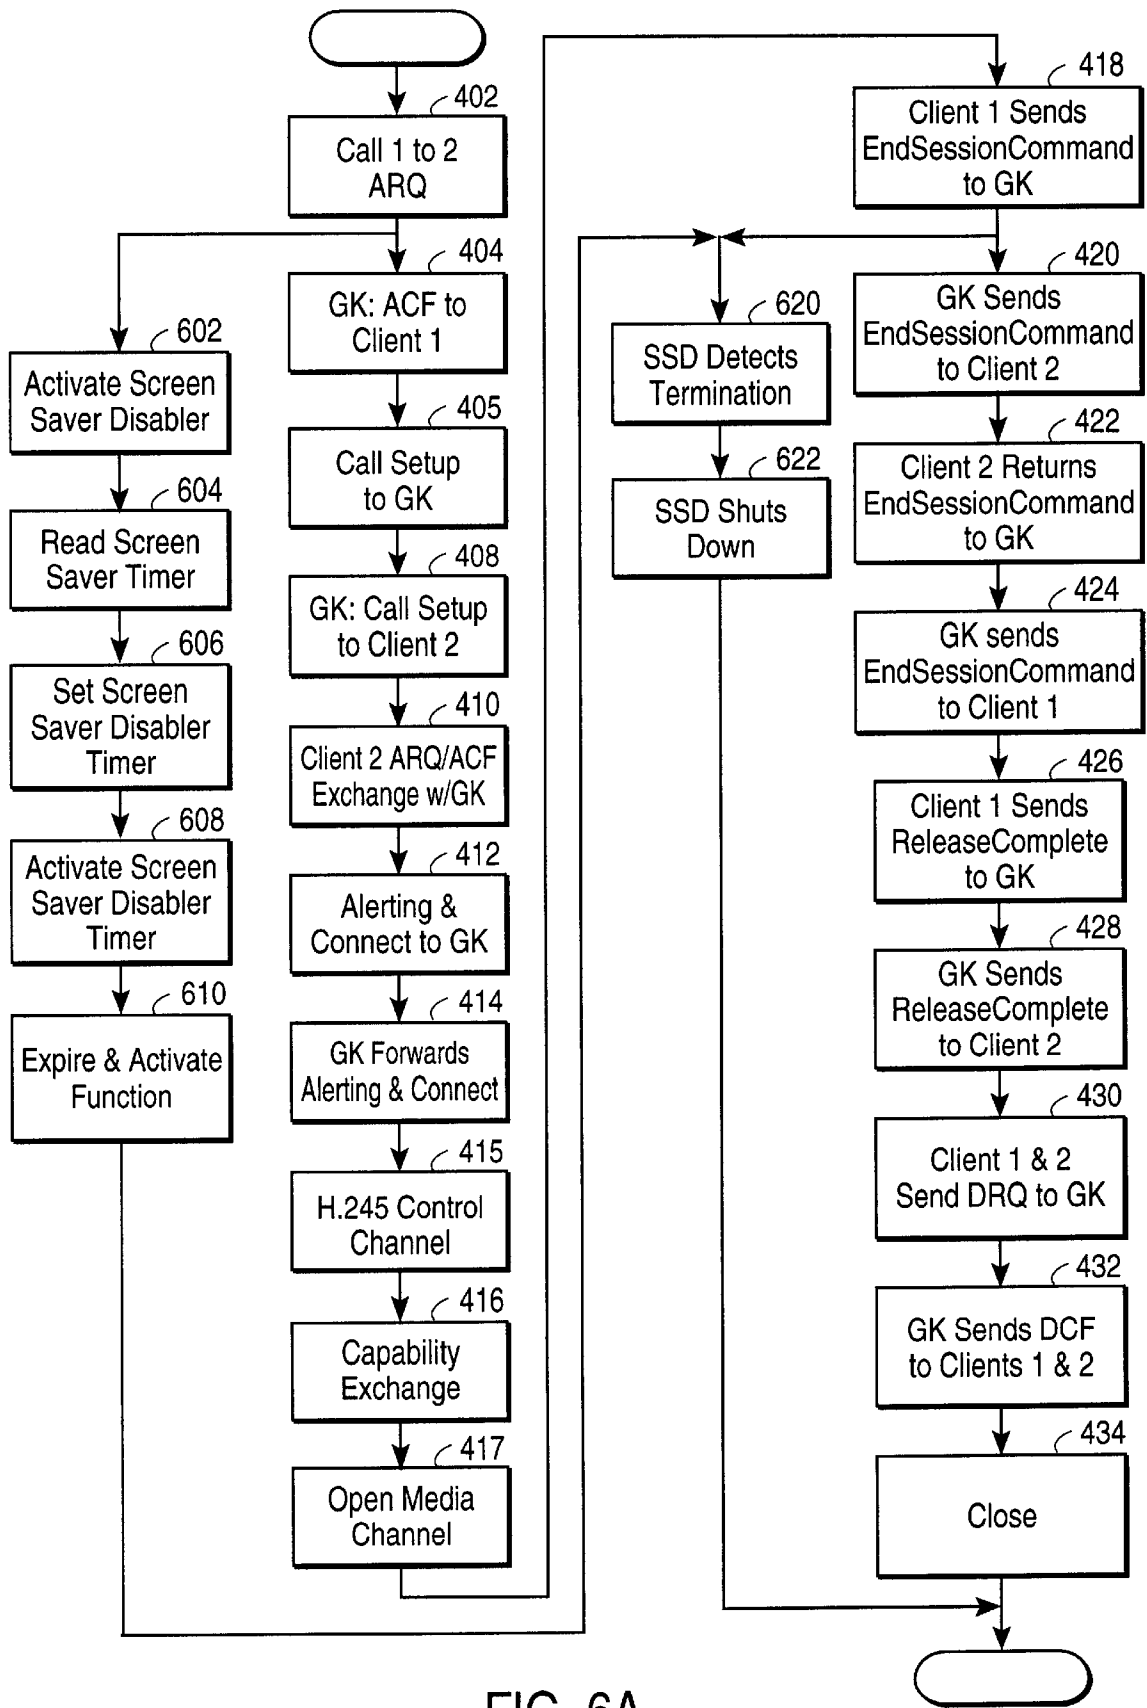 402
Call 1 to 2
ARQ
404
GK: ACF to
Client 1
405
Call Setup
to GK
408
GK: Call Setup
to Client 2
410
Client 2 ARQ/ACF
Exchange w/GK
412
Alerting &
Connect to GK
414
GK Forwards
Alerting & Connect
415
H.245 Control
Channel
416
Capability
Exchange
417
Open Media
Channel
602
Activate Screen
Saver Disabler
604
Read Screen
Saver Timer
606
Set Screen
Saver Disabler
Timer
608
Activate Screen
Saver Disabler
Timer
610
Expire & Activate
Function
620
SSD Detects
Termination
622
SSD Shuts
Down
418
Client 1 Sends
EndSessionCommand
to GK
420
GK Sends
EndSessionCommand
to Client 2
422
Client 2 Returns
EndSessionCommand
to GK
424
GK sends
EndSessionCommand
to Client 1
426
Client 1 Sends
ReleaseComplete
to GK
428
GK Sends
ReleaseComplete
to Client 2
430
Client 1 & 2
Send DRQ to GK
432
GK Sends DCF
to Clients 1 & 2
434
Close
FIG. 6A